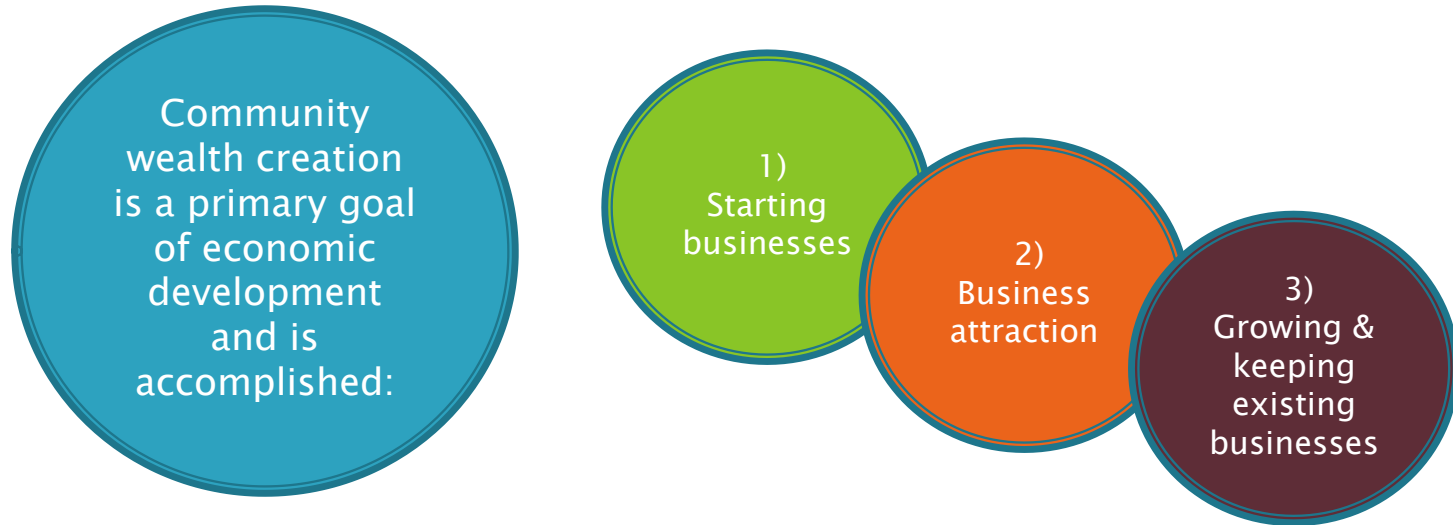 Community
wealth creation
is a primary goal
of economic
development
and is
accomplished:
1)
Starting
businesses
2)
Business
attraction
3)
Growing &
keeping
existing
businesses